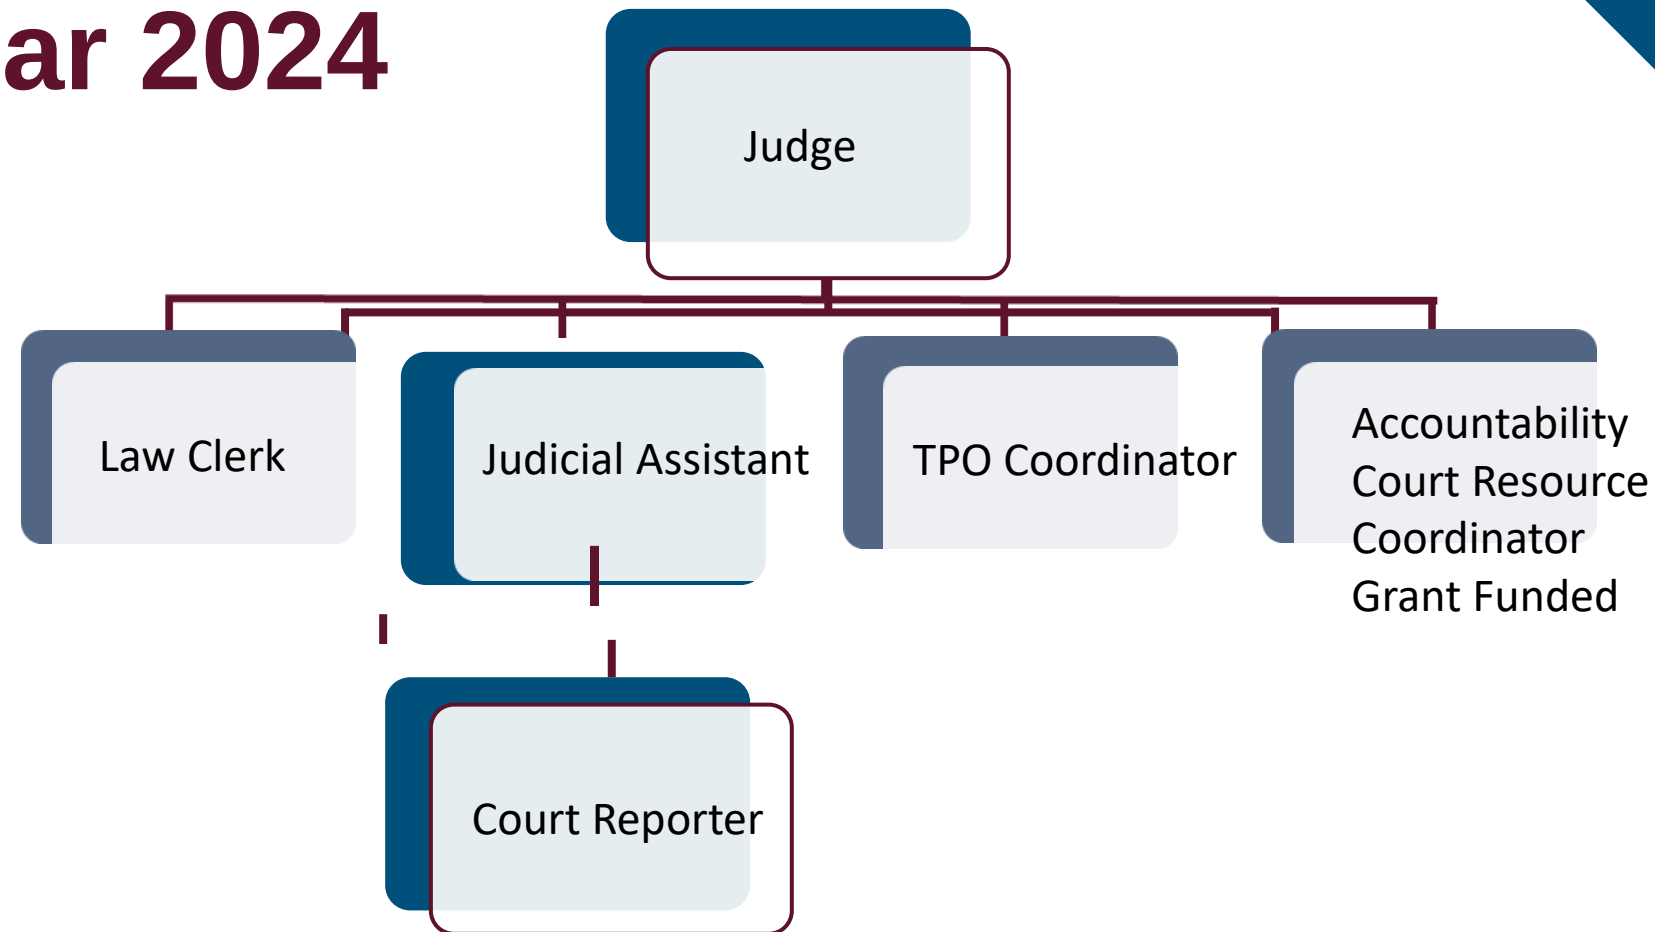 ar 2024
Judge
Law Clerk
Judicial Assistant
TPO Coordinator
Accountability
Court Resource
Coordinator
Grant Funded
Court Reporter